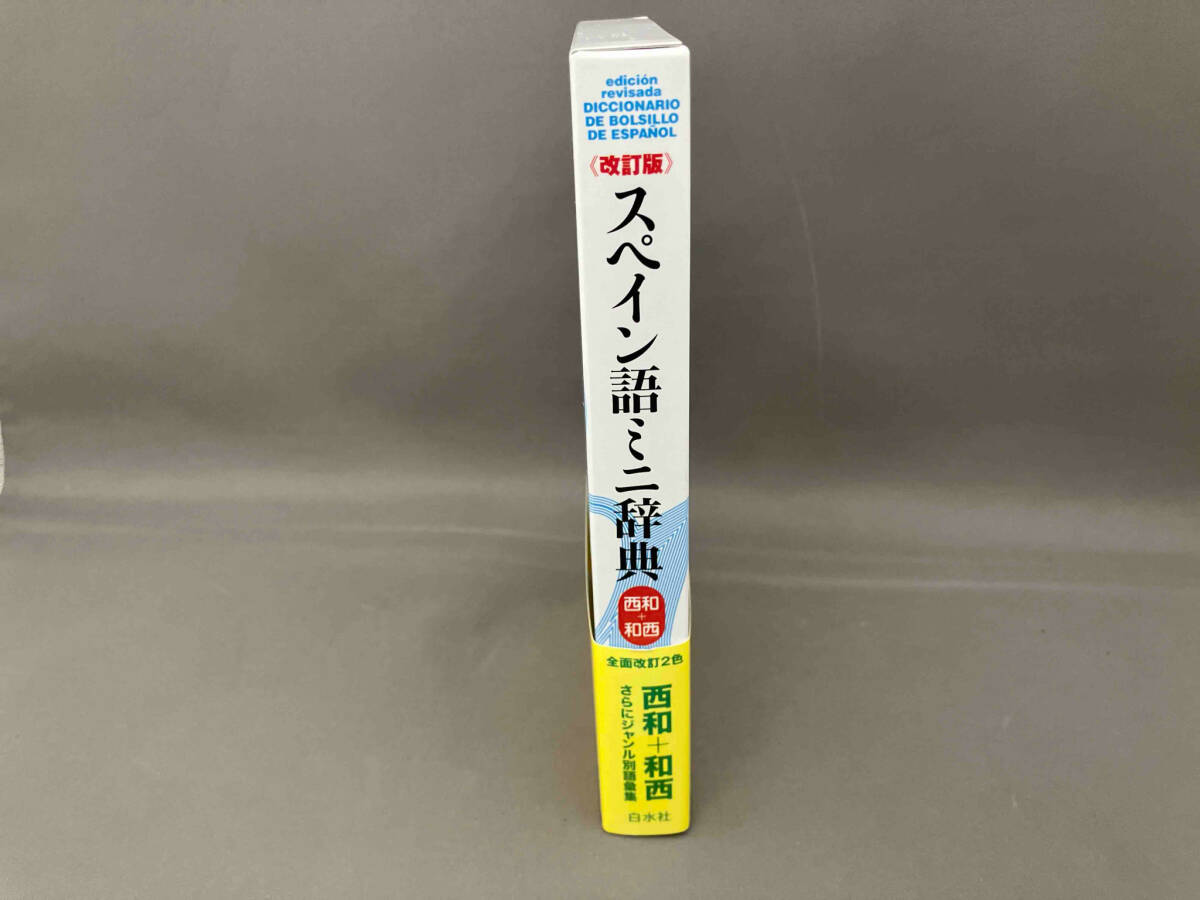 edición
revisada
DICCIONARIO
DE BOLSILLO
DE ESPAÑOL
《改訂版》
スペイン語ミニ辞典
西和
+
和西
全面改訂2色
西和+和西
さらにジャンル別語彙集
白水社